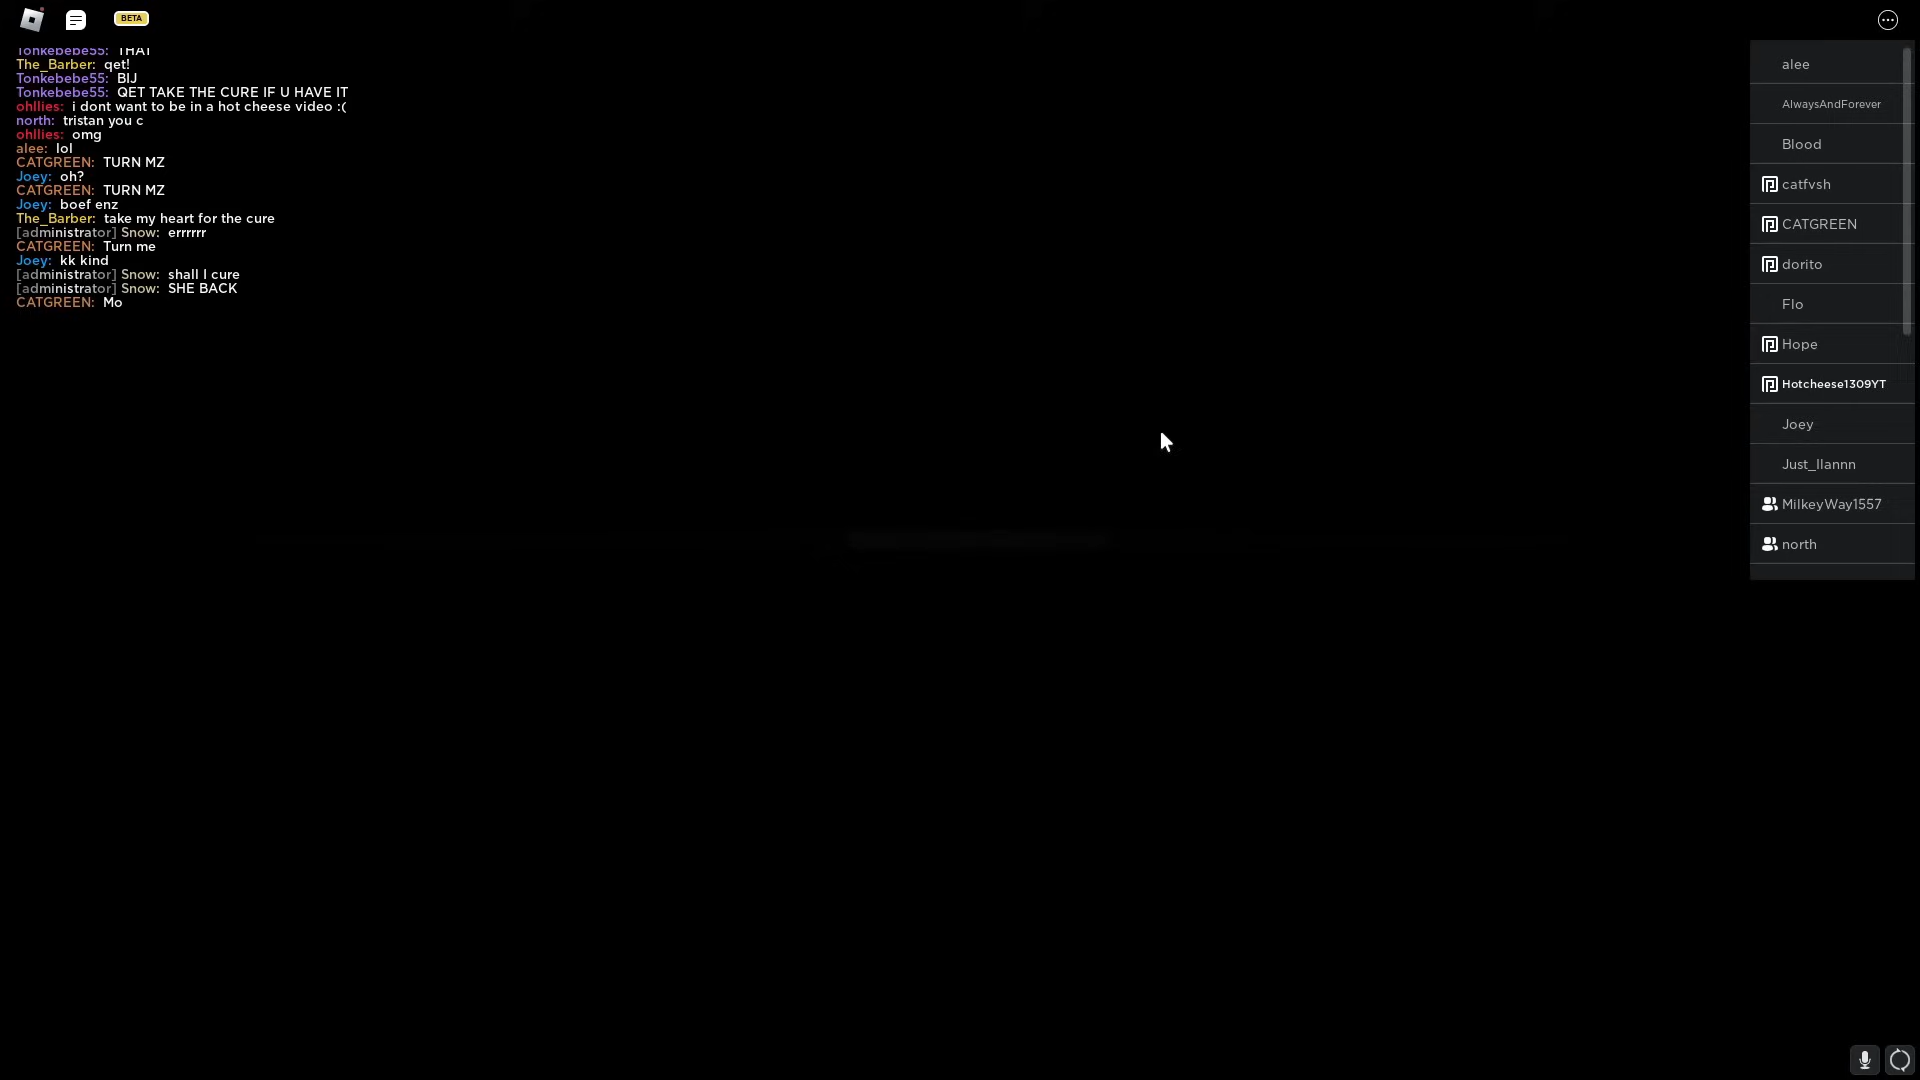 BETA
Tonkebebe55: THAT
The_Barber: qet!
Tonkebebe55: BIJ
Tonkebebe55: QET TAKE THE CURE IF U HAVE IT
ohllies: i dont want to be in a hot cheese video :(
north: tristan you c
ohllies: omg
alee: lol
CATGREEN: TURN MZ
Joey: oh?
CATGREEN: TURN MZ
Joey: boef enz
The_Barber: take my heart for the cure
[administrator] Snow: errrrrr
CATGREEN: Turn me
Joey: kk kind
[administrator] Snow: shall I cure
[administrator] Snow: SHE BACK
CATGREEN: Mo
alee
AlwaysAndForever
Blood
catfvsh
CATGREEN
dorito
Flo
Hope
Hotcheese1309YT
Joey
Just_llannn
MilkeyWay1557
north